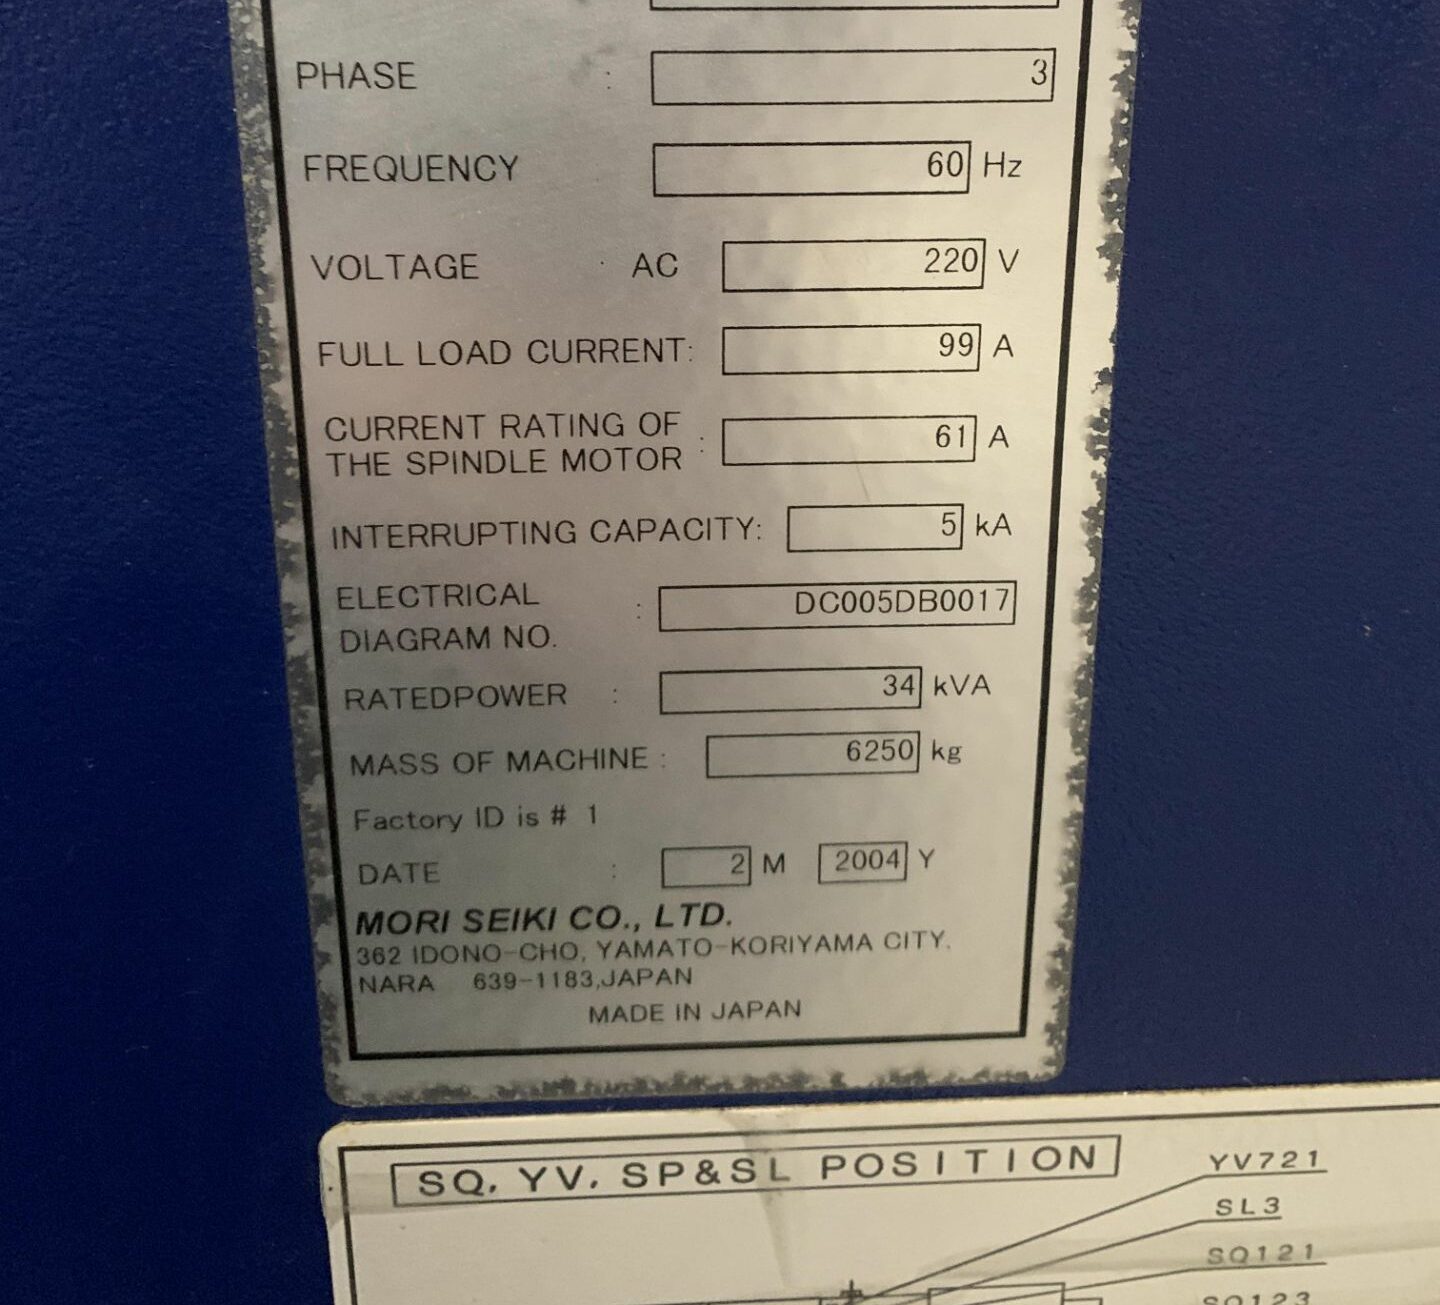 PHASE : 3
FREQUENCY 60 Hz
VOLTAGE AC 220 V
FULL LOAD CURRENT: 99 A
CURRENT RATING OF
THE SPINDLE MOTOR : 61 A
INTERRUPTING CAPACITY: 5 kA
ELECTRICAL
DIAGRAM NO. : DC005DB0017
RATEDPOWER : 34 kVA
MASS OF MACHINE : 6250 kg
Factory ID is # 1
DATE : 2 M 2004 Y
MORI SEIKI CO., LTD.
362 IDONO-CHO, YAMATO-KORIYAMA CITY.
NARA 639-1183,JAPAN
MADE IN JAPAN
SQ. YV. SP&SL POSITION
YV721
SL3
SQ121
SQ123